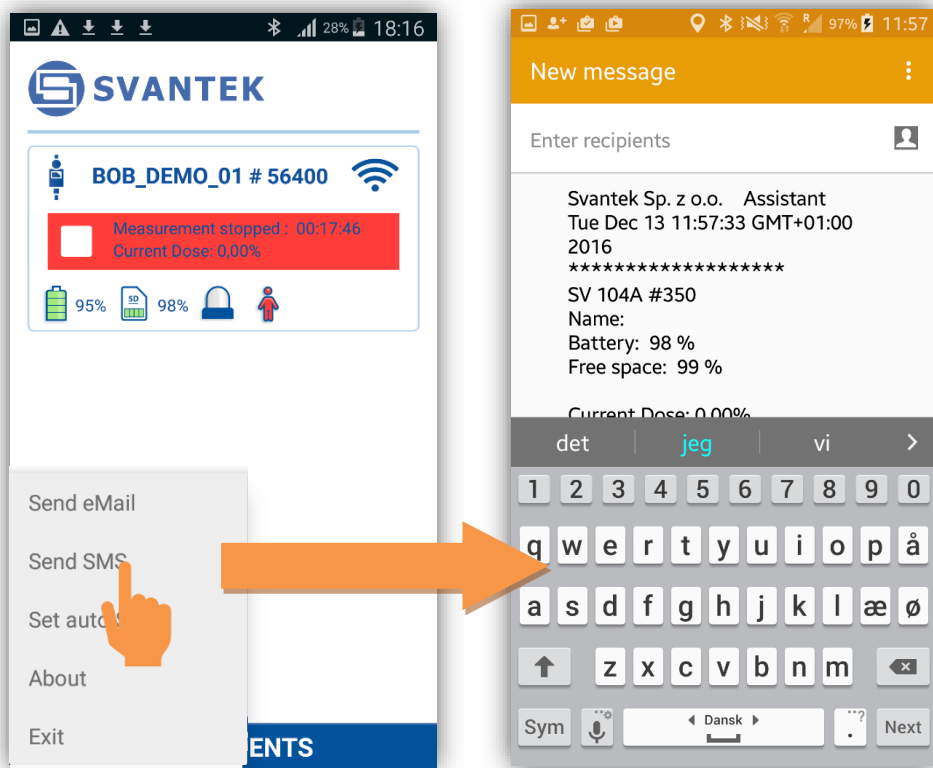 28% 18:16
SVANTEK
BOB_DEMO_01 # 56400
Measurement stopped : 00:17:46
Current Dose: 0,00%
95% SD 98%
Send eMail
Send SMS
Set auto
About
Exit
ENTS
R 97% 11:57
New message
Enter recipients
Svantek Sp. z o.o. Assistant
Tue Dec 13 11:57:33 GMT+01:00
2016
*******************
SV 104A #350
Name:
Battery: 98 %
Free space: 99 %
Current Dose: 0,00%
det jeg vi
1 2 3 4 5 6 7 8 9 0
q w e r t y u i o p å
a s d f g h j k l æ ø
z x c v b n m
Sym Dansk . ? Next